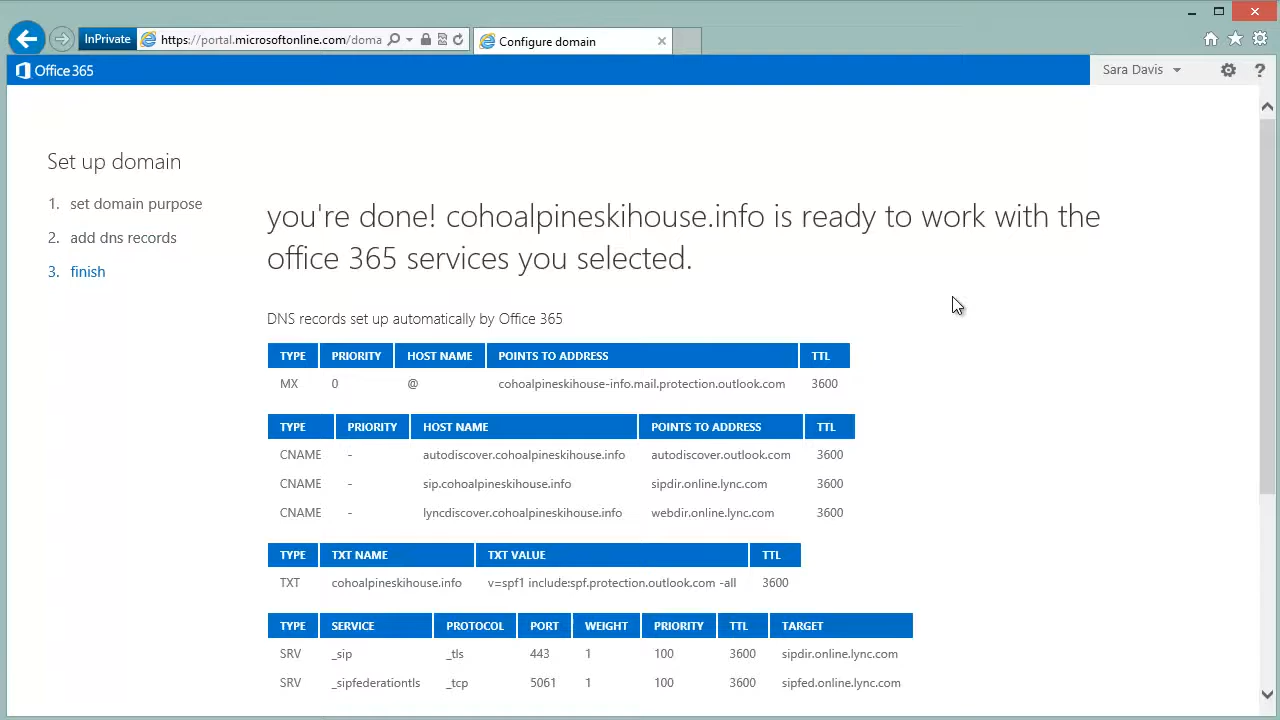 InPrivate https://portal.microsoftonline.com/doma Configure domain
Office 365 Sara Davis ?
Set up domain
1. set domain purpose
2. add dns records
3. finish
you're done! cohoalpineskihouse.info is ready to work with the
office 365 services you selected.
DNS records set up automatically by Office 365
TYPE PRIORITY HOST NAME POINTS TO ADDRESS TTL
MX 0 @ cohoalpineskihouse-info.mail.protection.outlook.com 3600
TYPE PRIORITY HOST NAME POINTS TO ADDRESS TTL
CNAME - autodiscover.cohoalpineskihouse.info autodiscover.outlook.com 3600
CNAME - sip.cohoalpineskihouse.info sipdir.online.lync.com 3600
CNAME - lyncdiscover.cohoalpineskihouse.info webdir.online.lync.com 3600
TYPE TXT NAME TXT VALUE TTL
TXT cohoalpineskihouse.info v=spf1 include:spf.protection.outlook.com -all 3600
TYPE SERVICE PROTOCOL PORT WEIGHT PRIORITY TTL TARGET
SRV _sip _tls 443 1 100 3600 sipdir.online.lync.com
SRV _sipfederationtls _tcp 5061 1 100 3600 sipfed.online.lync.com